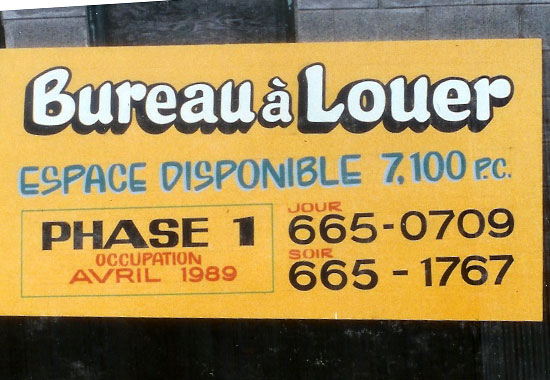 Bureau à Louer
ESPACE DISPONIBLE 7,100 P.C.
PHASE 1
OCCUPATION
AVRIL 1989
JOUR
665-0709
SOIR
665-1767